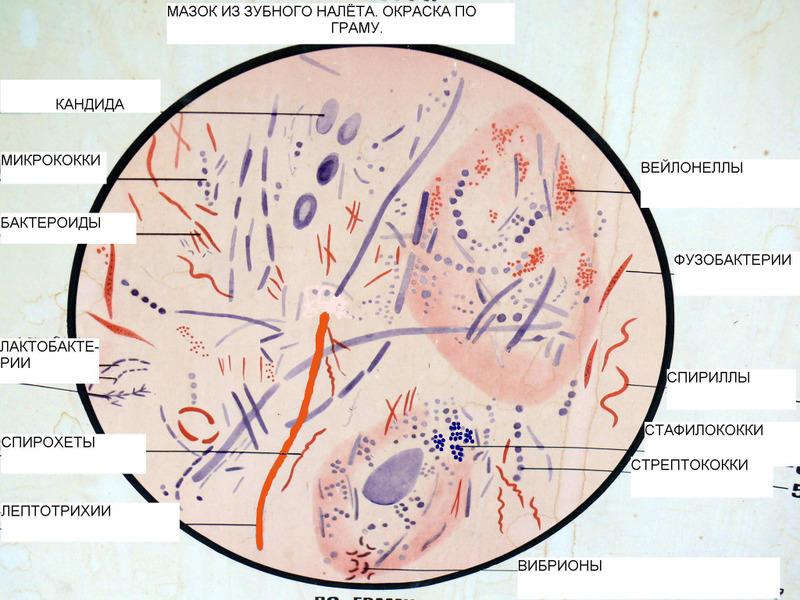 МАЗОК ИЗ ЗУБНОГО НАЛЁТА. ОКРАСКА ПО
ГРАМУ.
КАНДИДА
МИКРОКОККИ
БАКТЕРОИДЫ
ЛАКТОБАКТЕ-
РИИ
СПИРОХЕТЫ
ЛЕПТОТРИХИИ
ВЕЙЛОНЕЛЛЫ
ФУЗОБАКТЕРИИ
СПИРИЛЛЫ
СТАФИЛОКОККИ
СТРЕПТОКОККИ
5
ВИБРИОНЫ